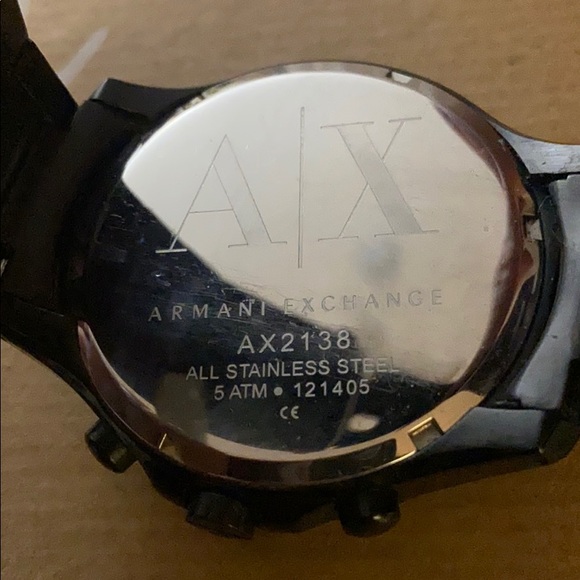 A|X
ARMANI EXCHANGE
AX2138
ALL STAINLESS STEEL
5 ATM • 121405
CE